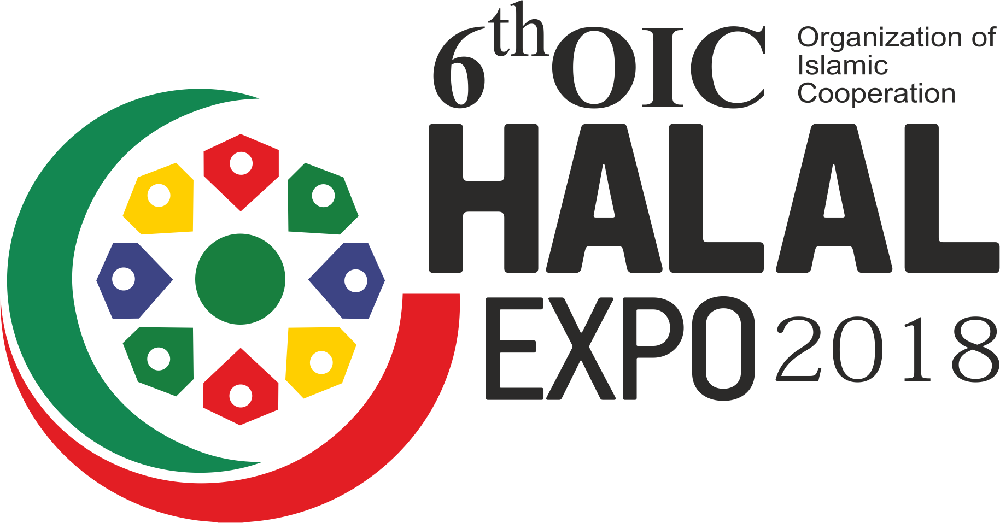 6th OIC
Organization of
Islamic
Cooperation
HALAL
EXPO 2018